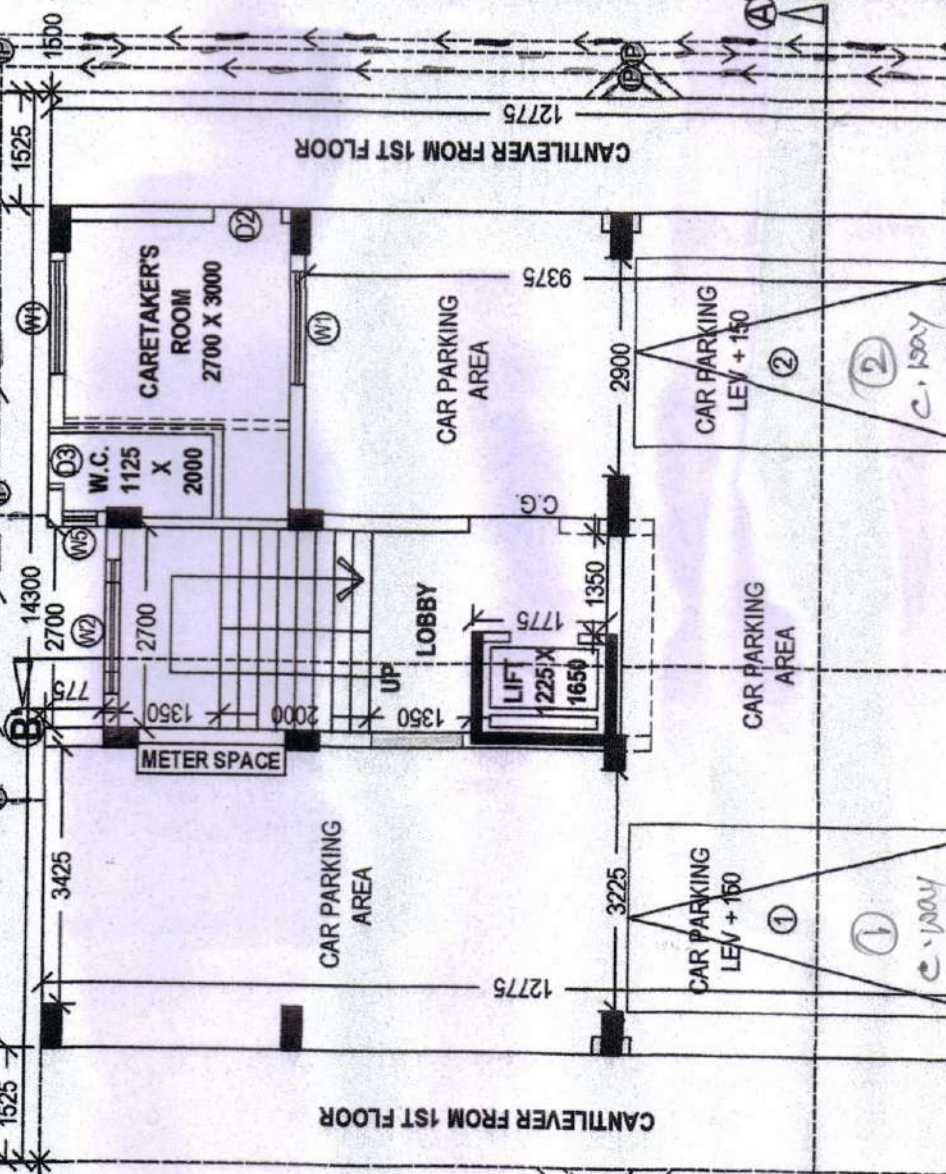 1500
1525
12775
CANTILEVER FROM 1ST FLOOR
A
P
W1
D2
CARETAKER'S
ROOM
2700 X 3000
W1
9375
CAR PARKING
AREA
2900
CAR PARKING
LEV + 150
2
2
C. way
D3
W.C.
1125
X
2000
W5
C.G.
14300
2700
W2
2700
775
1350
2000
1350
UP
LOBBY
1775
1350
LIFT
1225 X
1650
CAR PARKING
AREA
B
METER SPACE
3425
CAR PARKING
AREA
12775
3225
CAR PARKING
LEV + 150
1
1
C. way
1525
CANTILEVER FROM 1ST FLOOR